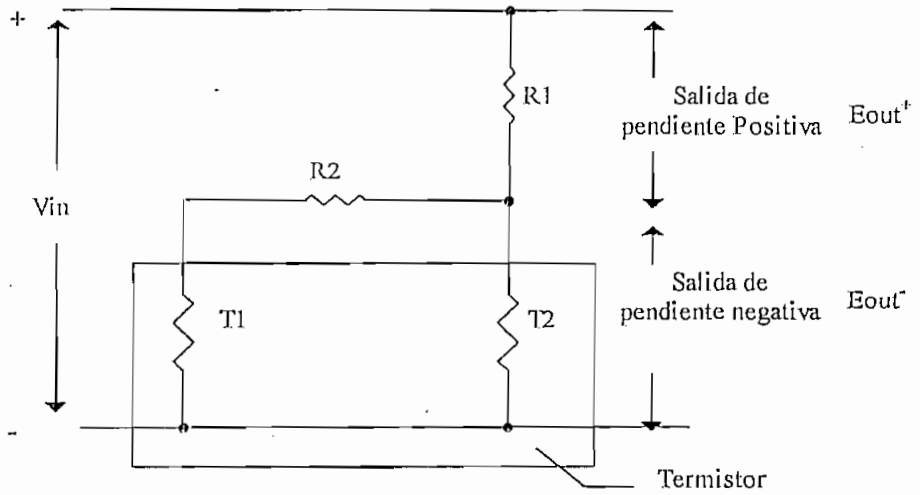 +
R1
Salida de
pendiente Positiva Eout+
R2
Vin
Salida de
pendiente negativa Eout-
T1
T2
-
Termistor